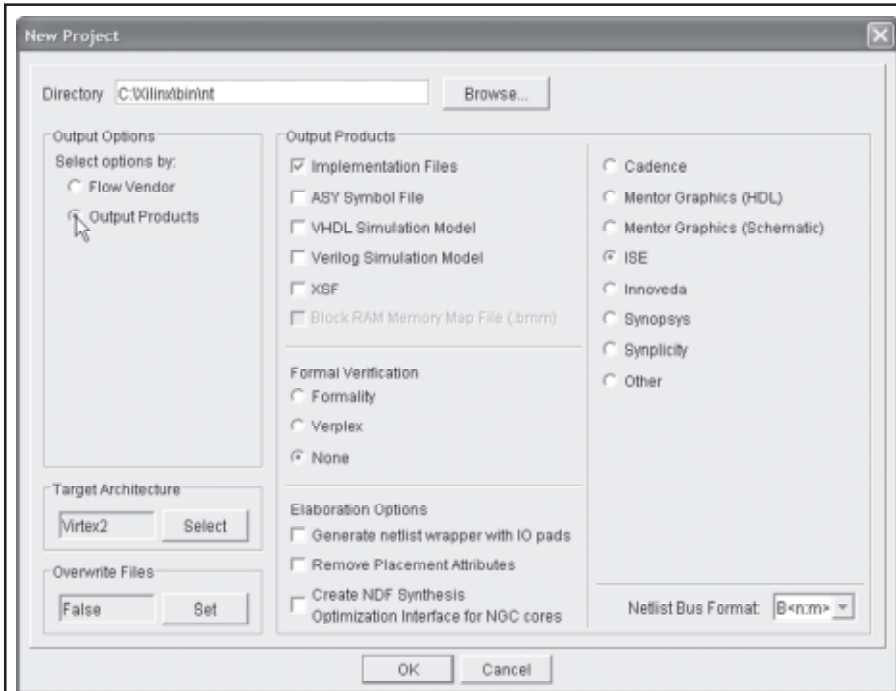 New Project
Directory C:\Xilinx\bin\nt Browse...
Output Options
Select options by:
Flow Vendor
Output Products
Target Architecture
Virtex2 Select
Overwrite Files
False Set
Output Products
Implementation Files
ASY Symbol File
VHDL Simulation Model
Verilog Simulation Model
XSF
Block RAM Memory Map File (.bmm)
Formal Verification
Formality
Verplex
None
Elaboration Options
Generate netlist wrapper with IO pads
Remove Placement Attributes
Create NDF Synthesis
Optimization Interface for NGC cores
Cadence
Mentor Graphics (HDL)
Mentor Graphics (Schematic)
ISE
Innoveda
Synopsys
Synplicity
Other
Netlist Bus Format: B<n:m>
OK Cancel